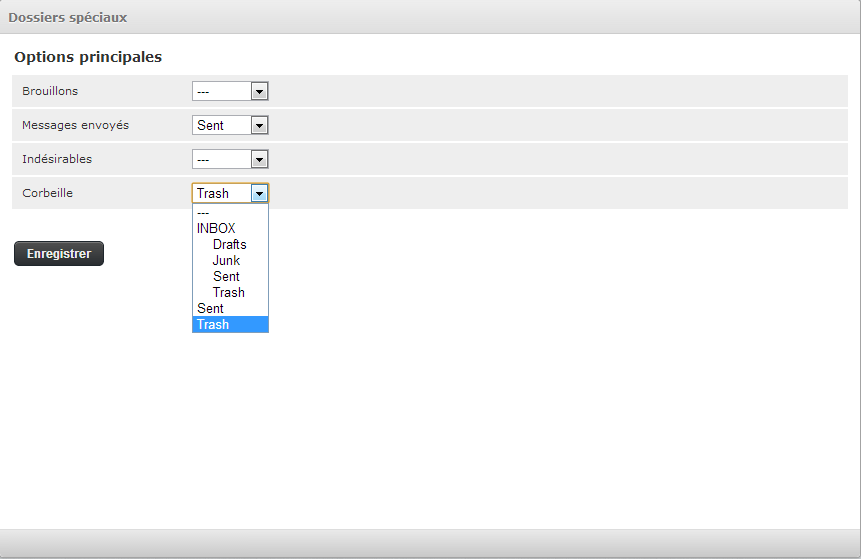 Dossiers spéciaux
Options principales
Brouillons ---
Messages envoyés Sent
Indésirables ---
Corbeille Trash
---
INBOX
Drafts
Junk
Sent
Trash
Sent
Trash
Enregistrer